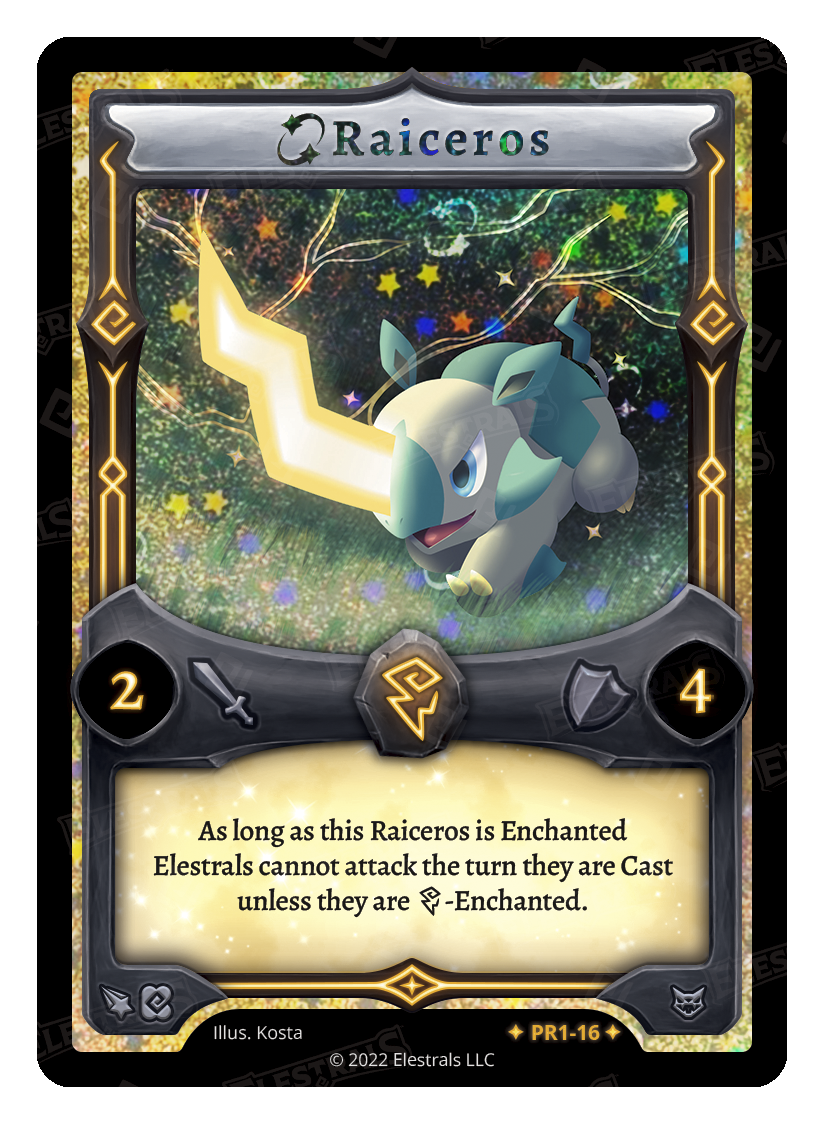 Raiceros
2
4
As long as this Raiceros is Enchanted
Elestrals cannot attack the turn they are Cast
unless they are -Enchanted.
Illus. Kosta
PR1-16
© 2022 Elestrals LLC
ELESTRALS